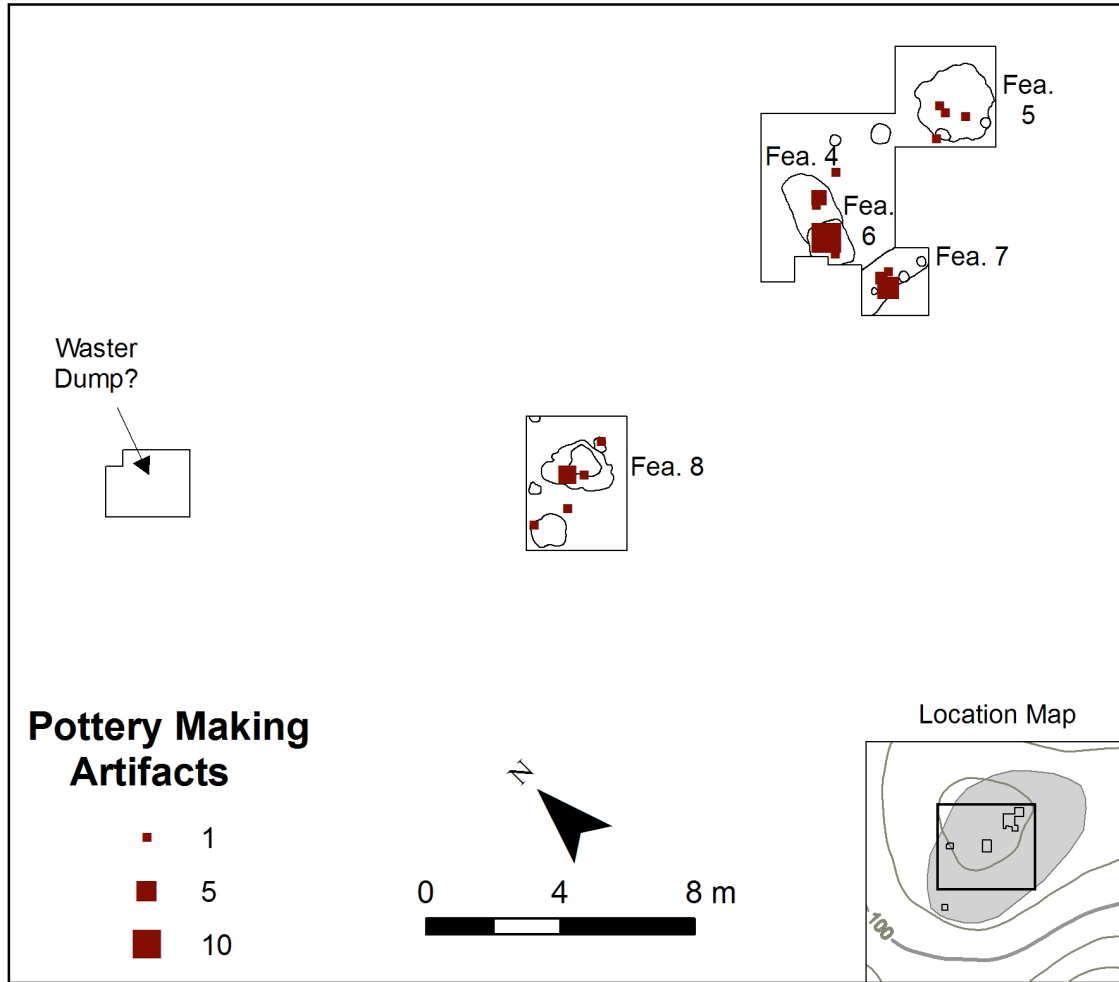 Fea.
5
Fea. 4
Fea.
6
Fea. 7
Waster
Dump?
Fea. 8
Pottery Making
Artifacts
1
5
10
N
0 4 8 m
Location Map
100